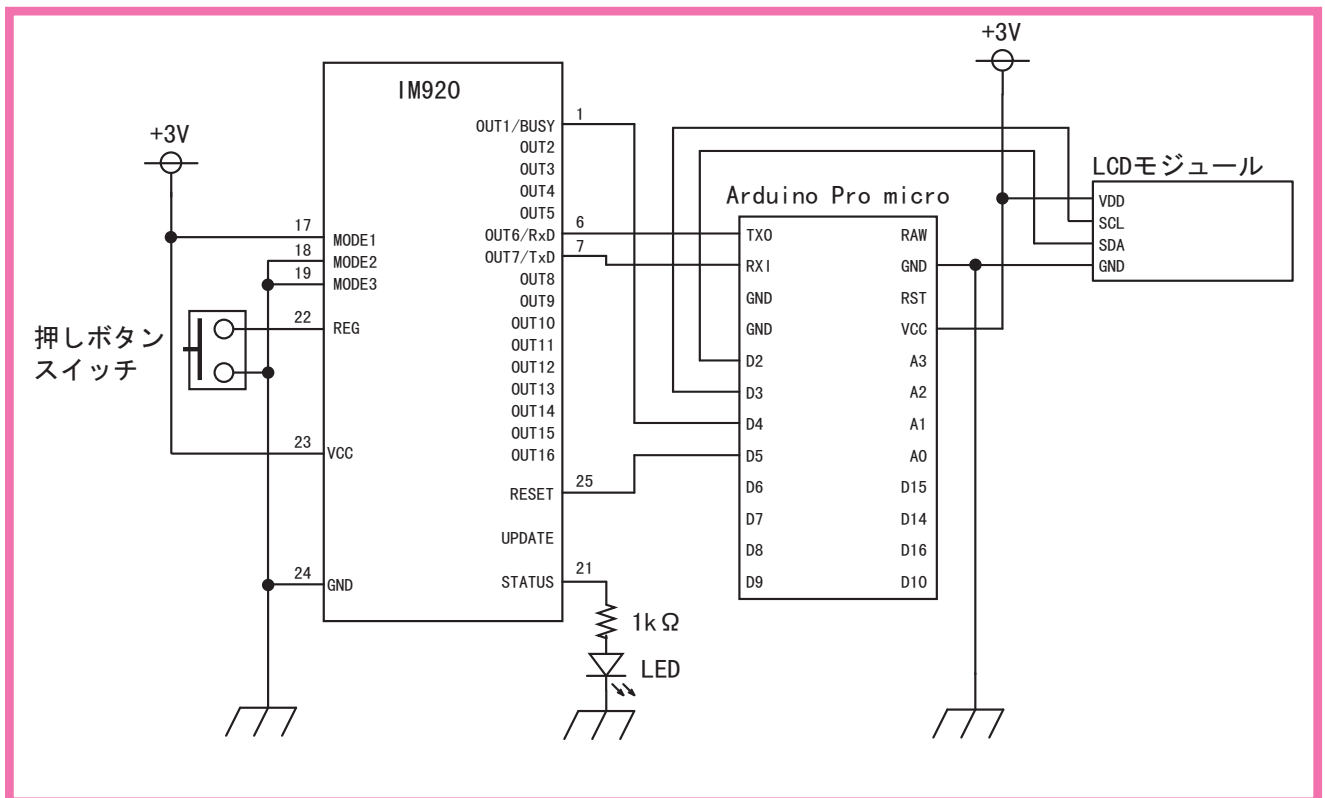 +3V
IM920
+3V
OUT1/BUSY
1
OUT2
OUT3
OUT4
OUT5
OUT6/RxD
6
OUT7/TxD
7
OUT8
OUT9
OUT10
OUT11
OUT12
OUT13
OUT14
OUT15
OUT16
RESET
25
UPDATE
STATUS
21
17
MODE1
18
MODE2
19
MODE3
22
REG
23
VCC
24
GND
押しボタン
スイッチ
1kΩ
LED
Arduino Pro micro
TXO
RXI
GND
GND
D2
D3
D4
D5
D6
D7
D8
D9
RAW
GND
RST
VCC
A3
A2
A1
A0
D15
D14
D16
D10
LCDモジュール
VDD
SCL
SDA
GND